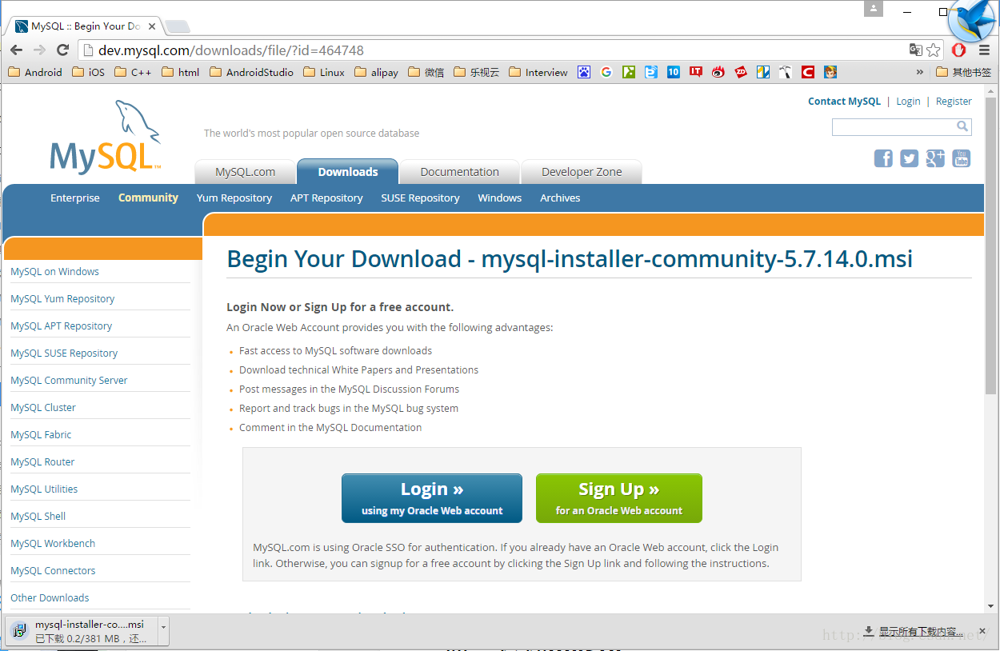 MySQL :: Begin Your Do
dev.mysql.com/downloads/file/?id=464748
Android iOS C++ html AndroidStudio Linux alipay 微信 乐视云 Interview 10 IT ZD C » 其他书签
Contact MySQL | Login | Register
MySQL™
The world's most popular open source database
You Tube
MySQL.com Downloads Documentation Developer Zone
Enterprise Community Yum Repository APT Repository SUSE Repository Windows Archives
MySQL on Windows
MySQL Yum Repository
MySQL APT Repository
MySQL SUSE Repository
MySQL Community Server
MySQL Cluster
MySQL Fabric
MySQL Router
MySQL Utilities
MySQL Shell
MySQL Workbench
MySQL Connectors
Other Downloads
Begin Your Download - mysql-installer-community-5.7.14.0.msi
Login Now or Sign Up for a free account.
An Oracle Web Account provides you with the following advantages:
Fast access to MySQL software downloads
Download technical White Papers and Presentations
Post messages in the MySQL Discussion Forums
Report and track bugs in the MySQL bug system
Comment in the MySQL Documentation
Login »
using my Oracle Web account
Sign Up »
for an Oracle Web account
MySQL.com is using Oracle SSO for authentication. If you already have an Oracle Web account, click the Login
link. Otherwise, you can signup for a free account by clicking the Sign Up link and following the instructions.
mysql-installer-co....msi
已下载 0.2/381 MB，还...
显示所有下载内容...